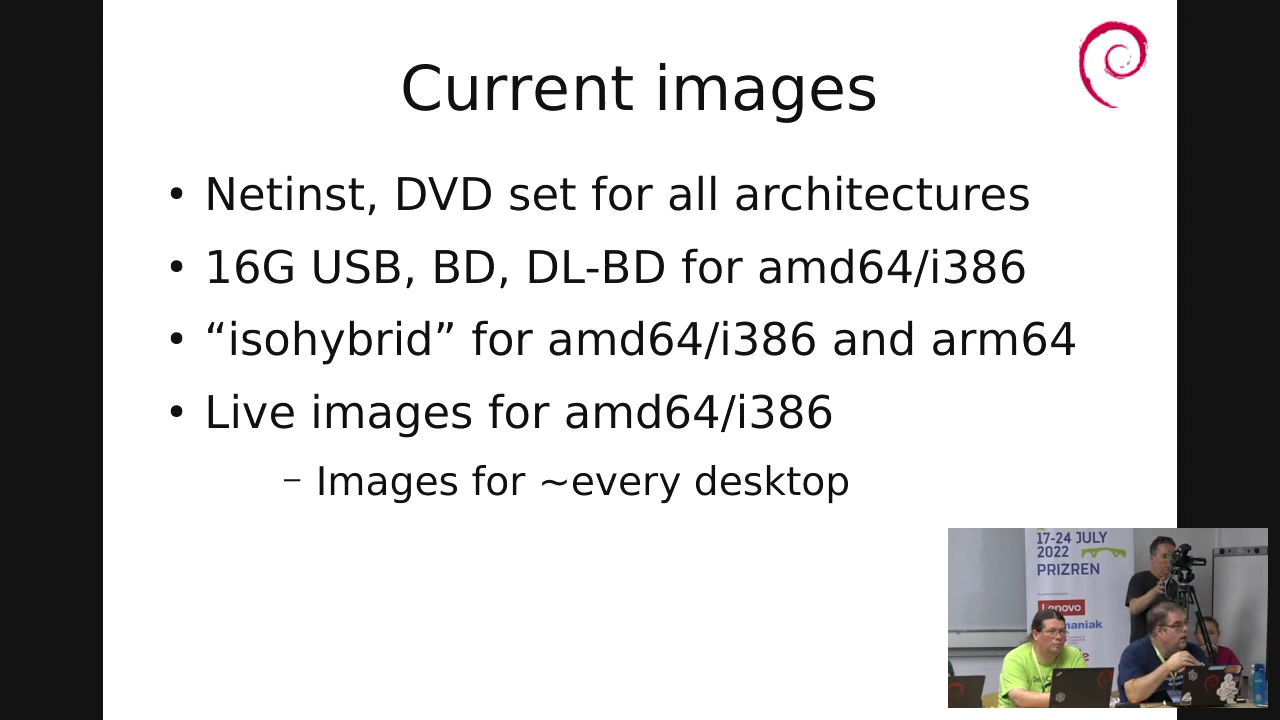 Current images
• Netinst, DVD set for all architectures
• 16G USB, BD, DL-BD for amd64/i386
• “isohybrid” for amd64/i386 and arm64
• Live images for amd64/i386
– Images for ~every desktop
17-24 JULY
2022
PRIZREN
Lenovo
maniak